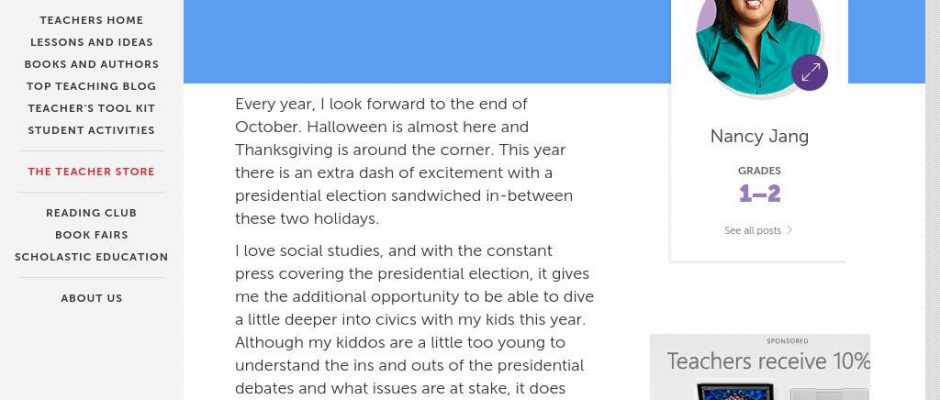 TEACHERS HOME
LESSONS AND IDEAS
BOOKS AND AUTHORS
TOP TEACHING BLOG
TEACHER'S TOOL KIT
STUDENT ACTIVITIES
THE TEACHER STORE
READING CLUB
BOOK FAIRS
SCHOLASTIC EDUCATION
ABOUT US
Every year, I look forward to the end of
October. Halloween is almost here and
Thanksgiving is around the corner. This year
there is an extra dash of excitement with a
presidential election sandwiched in-between
these two holidays.
I love social studies, and with the constant
press covering the presidential election, it gives
me the additional opportunity to be able to dive
a little deeper into civics with my kids this year.
Although my kiddos are a little too young to
understand the ins and outs of the presidential
debates and what issues are at stake, it does
Nancy Jang
GRADES
1–2
See all posts
SPONSORED
Teachers receive 10%